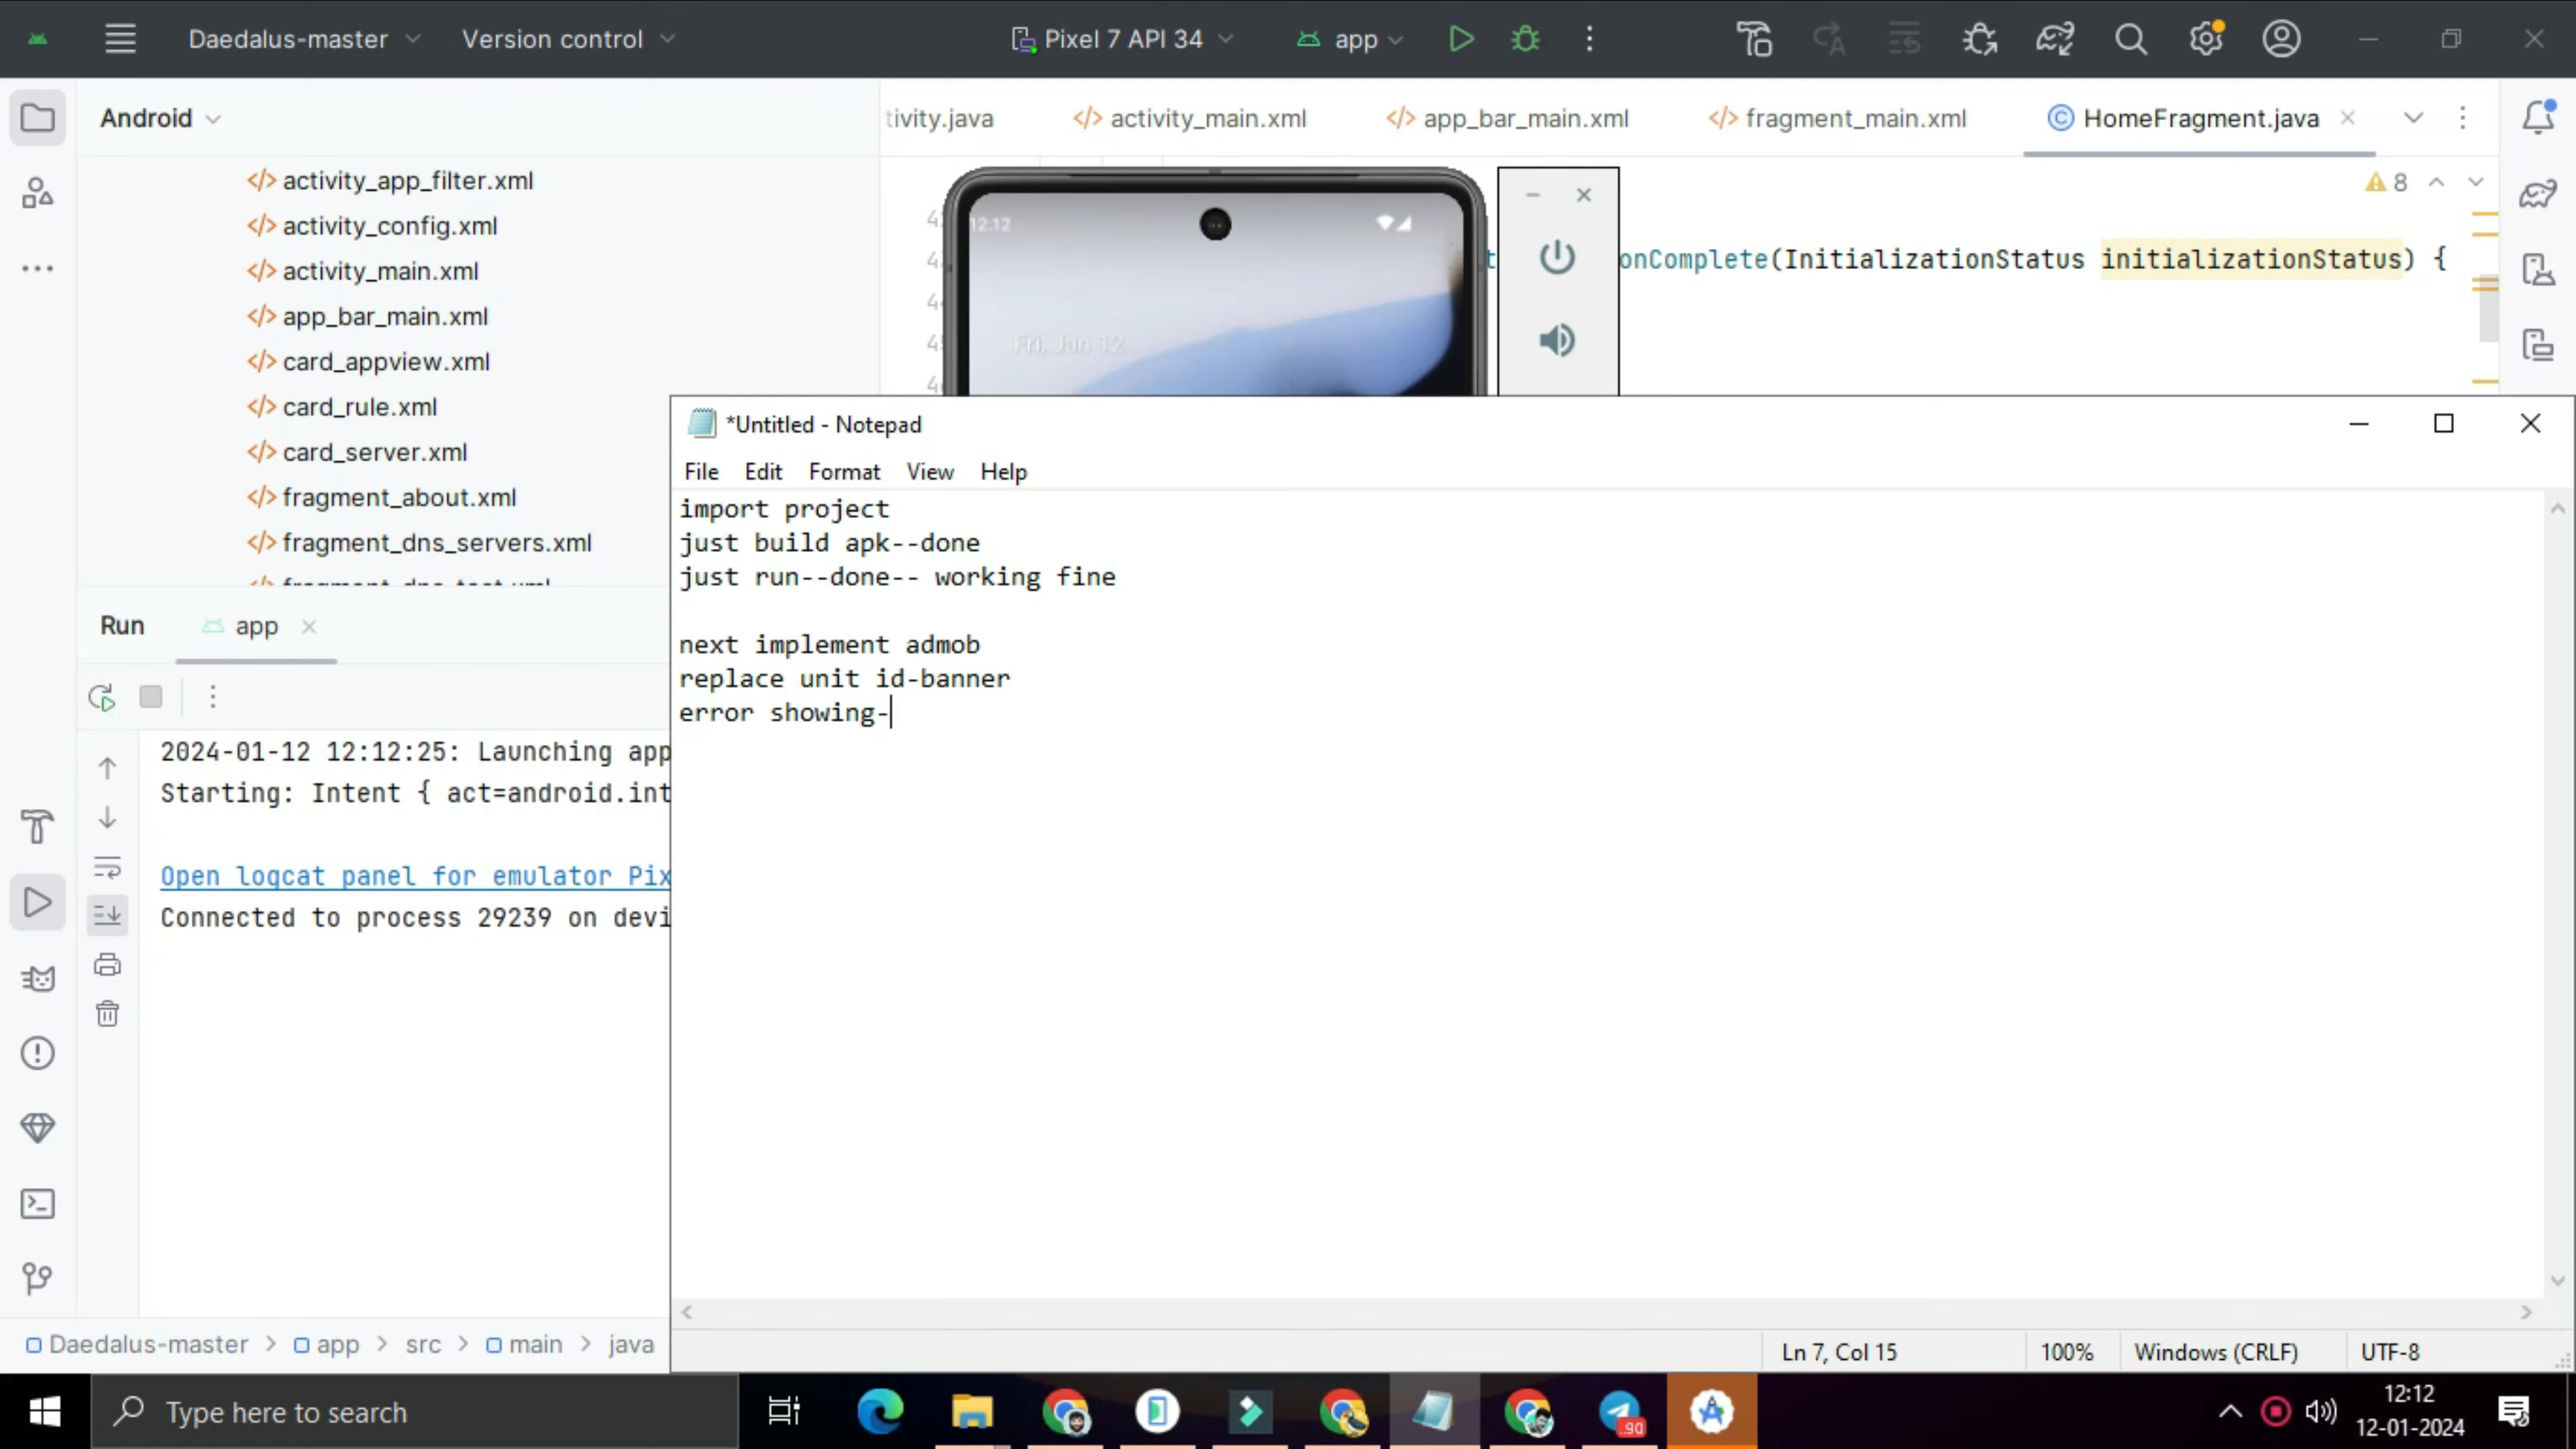 Daedalus-master
Version control
Pixel 7 API 34
app
Android
tivity.java
activity_main.xml
app_bar_main.xml
fragment_main.xml
HomeFragment.java
activity_app_filter.xml
activity_config.xml
activity_main.xml
app_bar_main.xml
card_appview.xml
card_rule.xml
card_server.xml
fragment_about.xml
fragment_dns_servers.xml
8
onComplete(InitializationStatus initializationStatus) {
12:12
Fri, Jan 12
*Untitled - Notepad
File Edit Format View Help
import project
just build apk--done
just run--done-- working fine
next implement admob
replace unit id-banner
error showing-
Run
app
2024-01-12 12:12:25: Launching app
Starting: Intent { act=android.int
Open logcat panel for emulator Pix
Connected to process 29239 on devi
Daedalus-master > app > src > main > java
Ln 7, Col 15
100%
Windows (CRLF)
UTF-8
Type here to search
12:12
12-01-2024